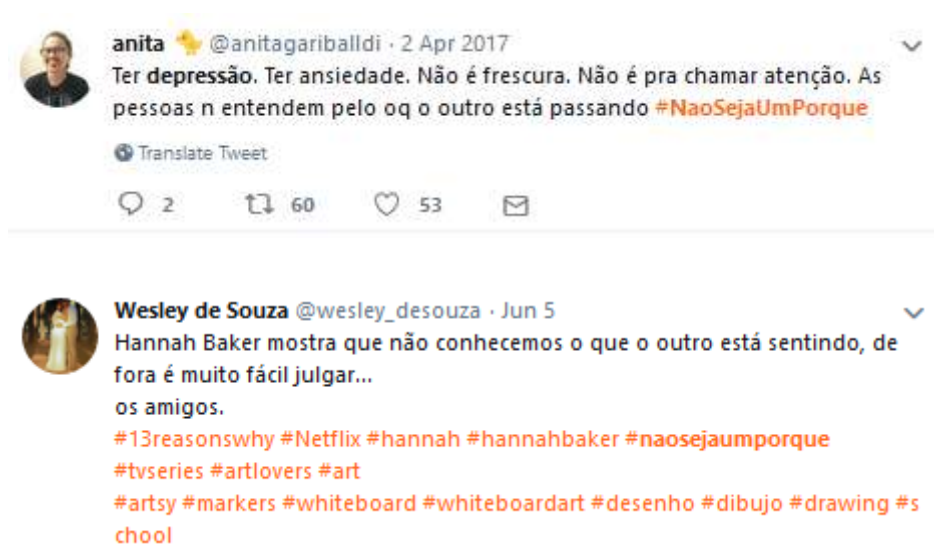 anita 🐤 @anitagariballdi · 2 Apr 2017
Ter depressão. Ter ansiedade. Não é frescura. Não é pra chamar atenção. As
pessoas n entendem pelo oq o outro está passando #NaoSejaUmPorque
Translate Tweet
2 60 53
Wesley de Souza @wesley_desouza · Jun 5
Hannah Baker mostra que não conhecemos o que o outro está sentindo, de
fora é muito fácil julgar...
os amigos.
#13reasonswhy #Netflix #hannah #hannahbaker #naosejaumporque
#tvseries #artlovers #art
#artsy #markers #whiteboard #whiteboardart #desenho #dibujo #drawing #s
chool